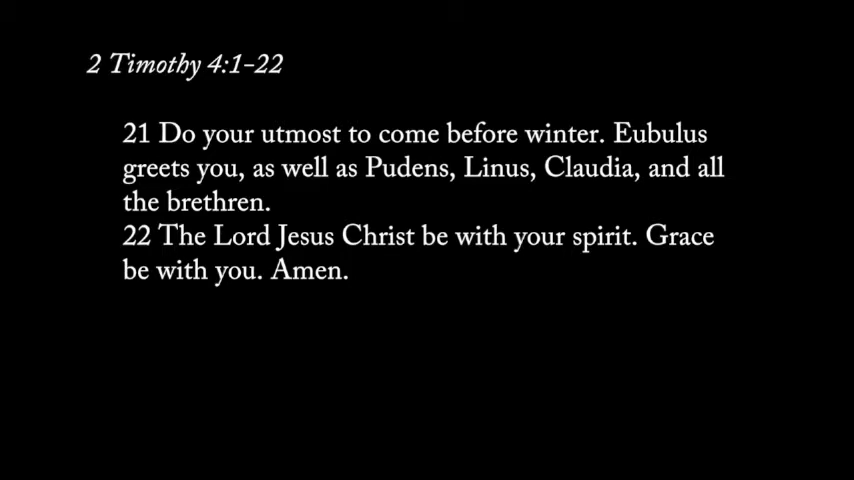 2 Timothy 4:1-22
21 Do your utmost to come before winter. Eubulus
greets you, as well as Pudens, Linus, Claudia, and all
the brethren.
22 The Lord Jesus Christ be with your spirit. Grace
be with you. Amen.